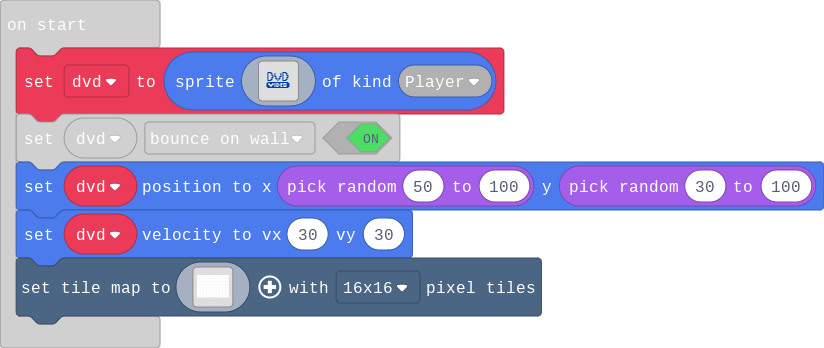 on start
set dvd to sprite DVD VIDEO of kind Player
set dvd bounce on wall ON
set dvd position to x pick random 50 to 100 y pick random 30 to 100
set dvd velocity to vx 30 vy 30
set tile map to with 16x16 pixel tiles